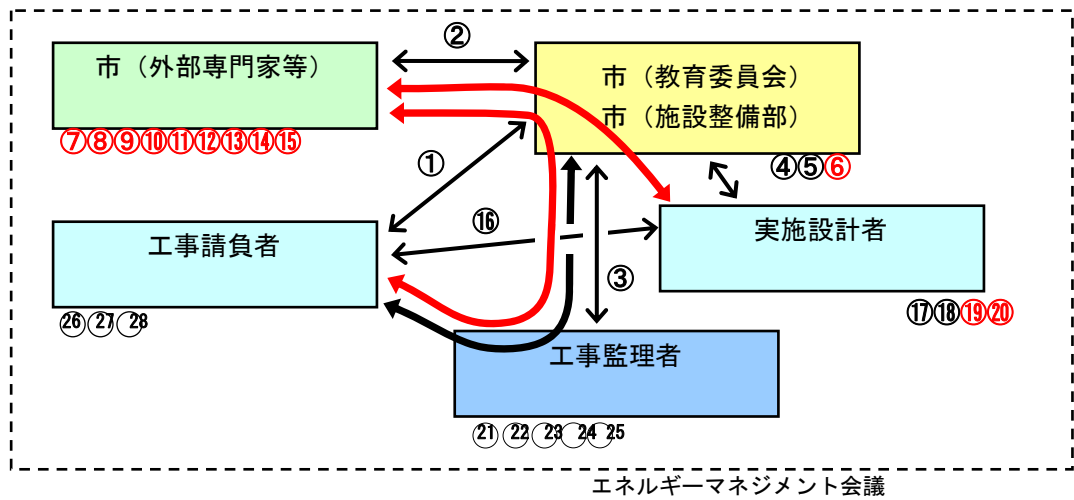 ②
市（外部専門家等）
市（教育委員会）
市（施設整備部）
⑦⑧⑨⑩⑪⑫⑬⑭⑮
①
④⑤⑥
⑯
工事請負者
実施設計者
③
㉖㉗㉘
⑰⑱⑲⑳
工事監理者
㉑㉒㉓㉔㉕
エネルギーマネジメント会議